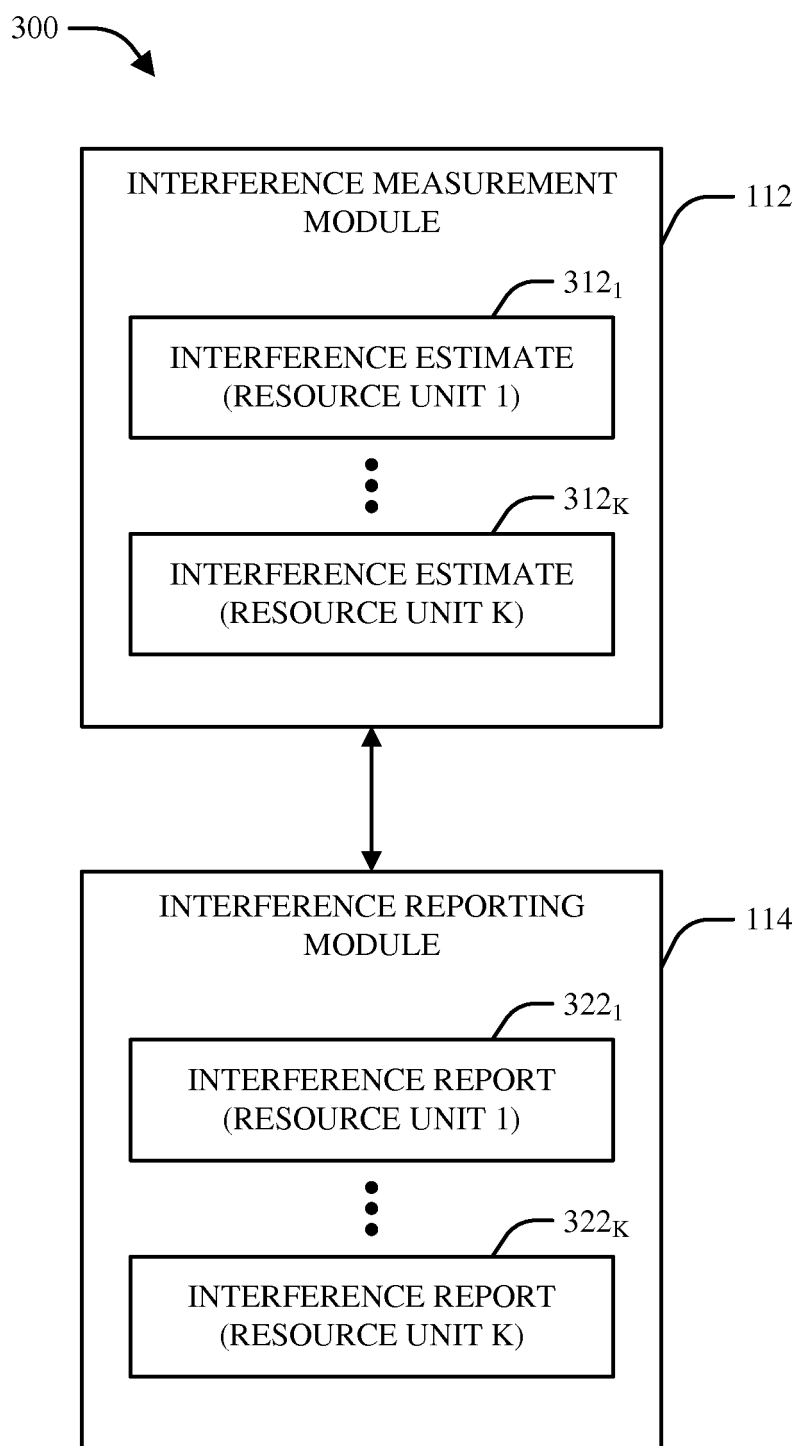 300
INTERFERENCE MEASUREMENT
MODULE
112
312₁
INTERFERENCE ESTIMATE
(RESOURCE UNIT 1)
312ₖ
INTERFERENCE ESTIMATE
(RESOURCE UNIT K)
INTERFERENCE REPORTING
MODULE
114
322₁
INTERFERENCE REPORT
(RESOURCE UNIT 1)
322ₖ
INTERFERENCE REPORT
(RESOURCE UNIT K)